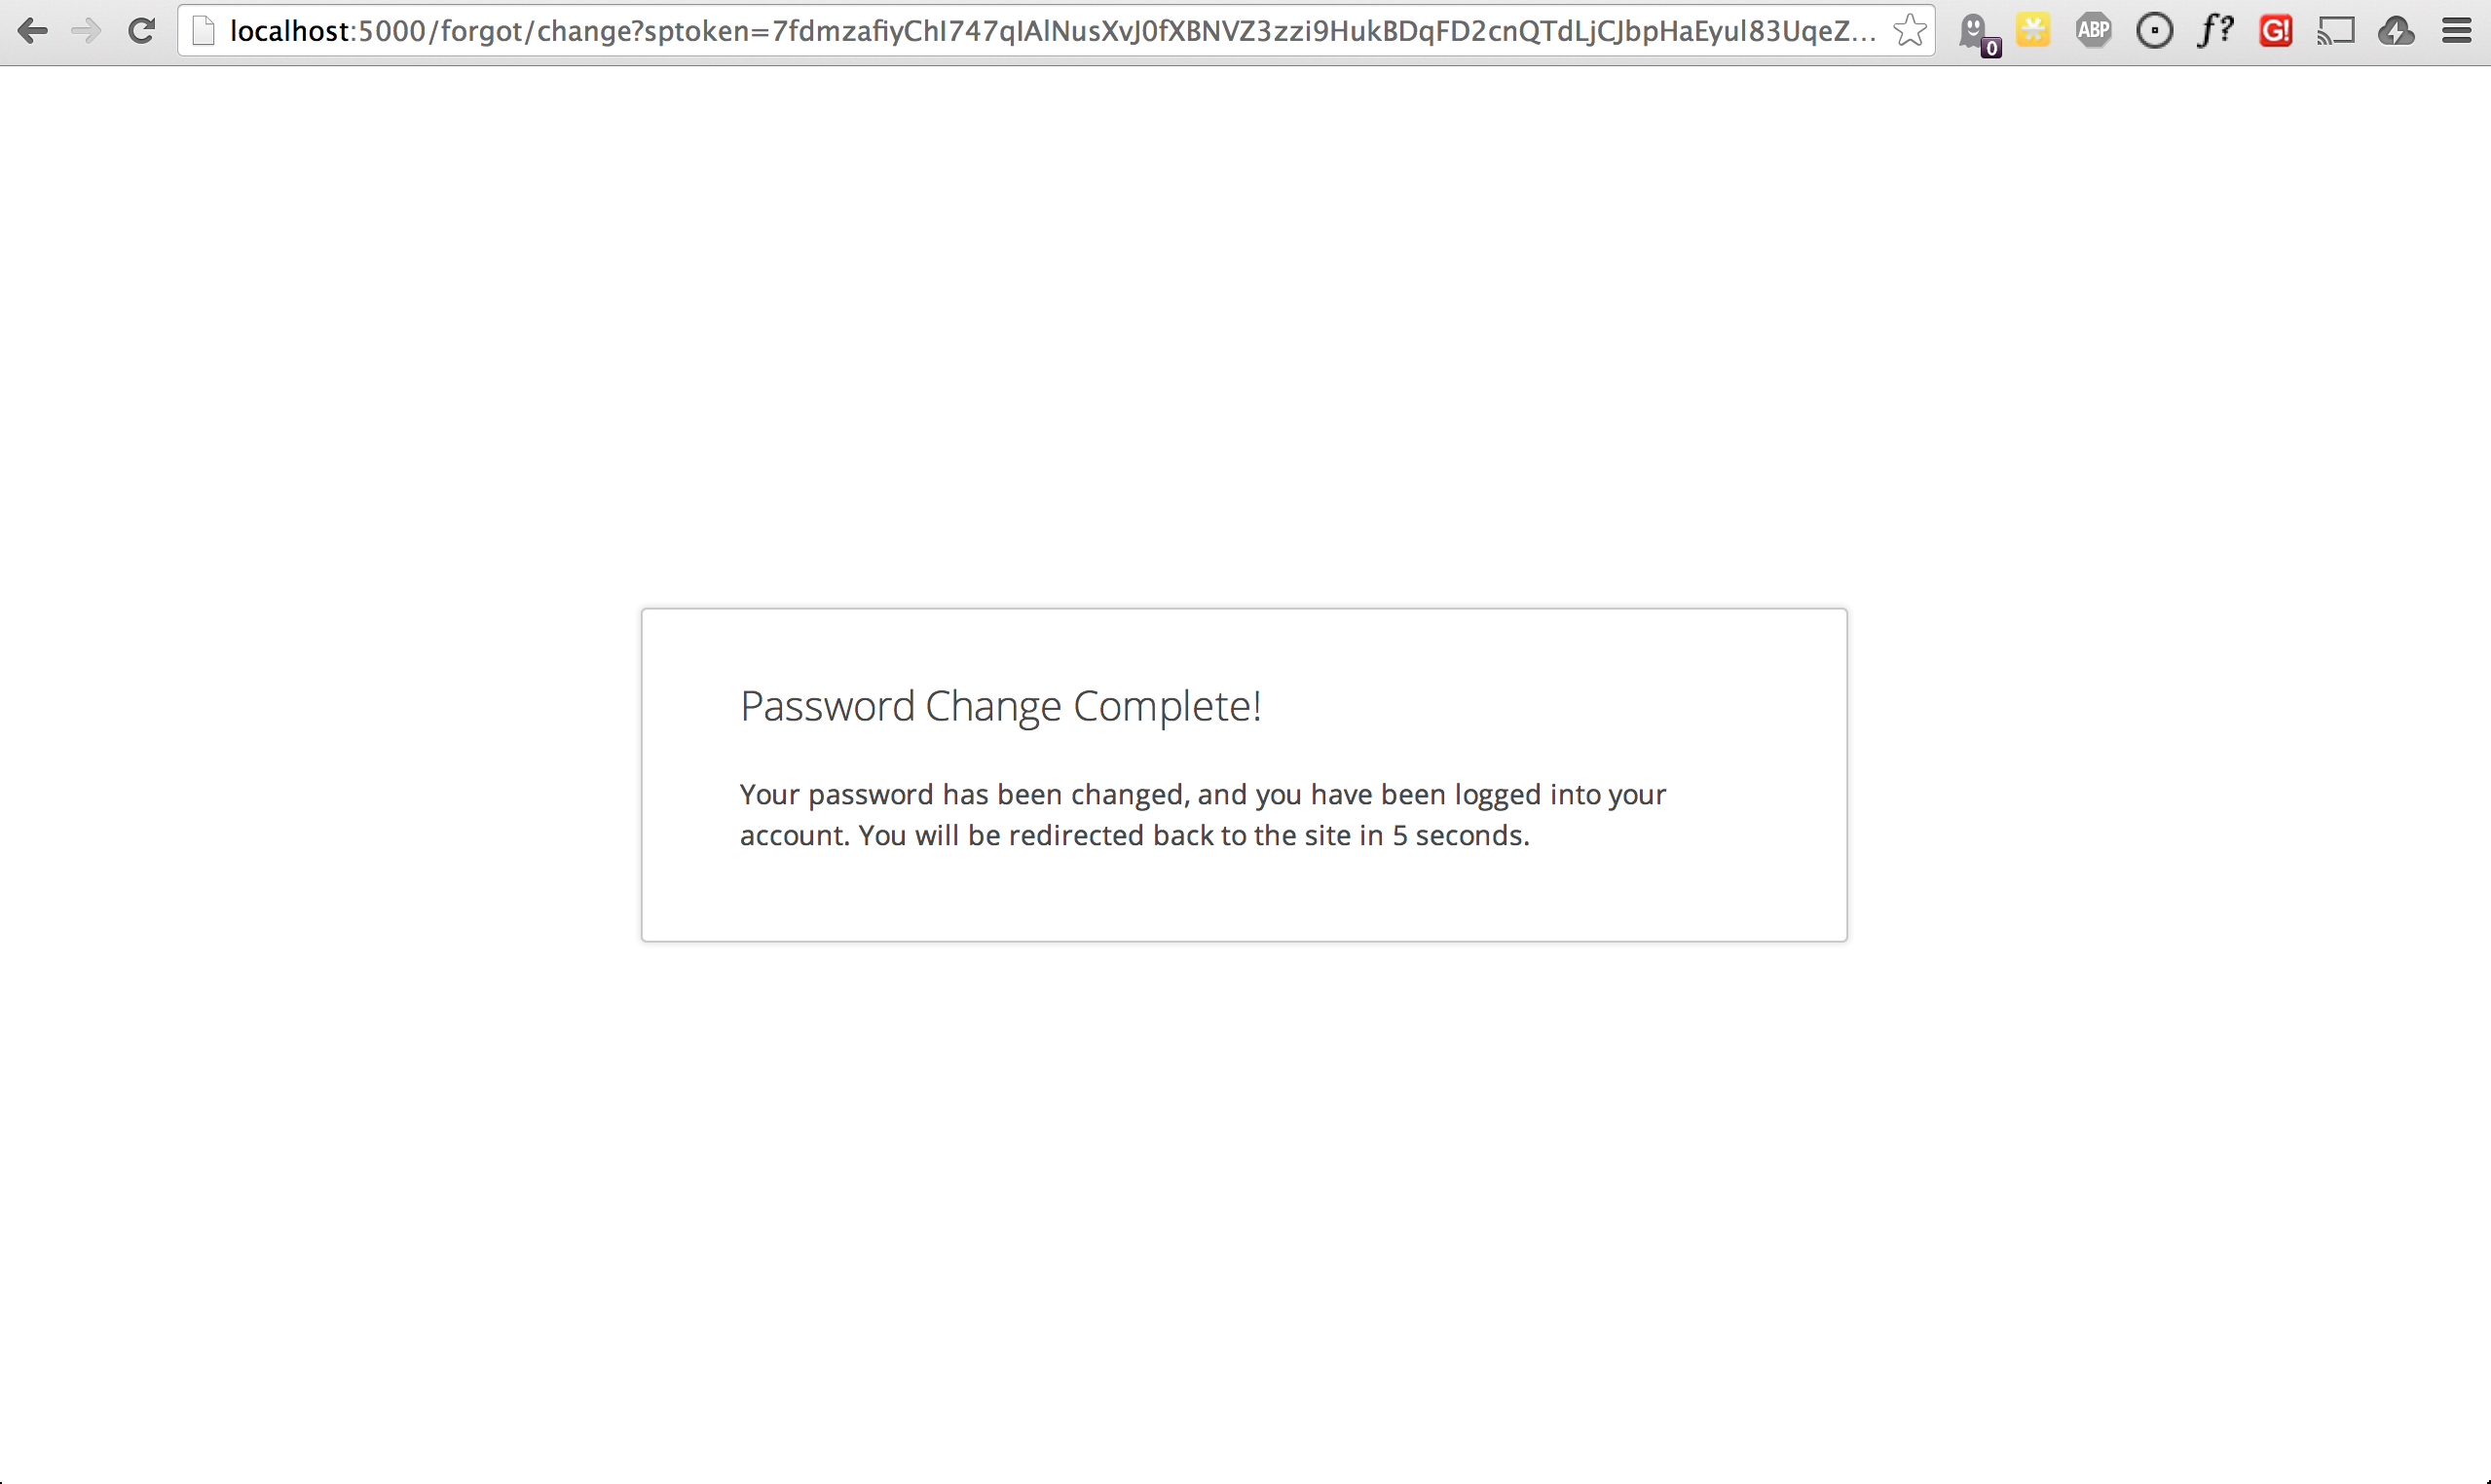 localhost:5000/forgot/change?sptoken=7fdmzafiyChI747qIAlNusXvJ0fXBNVZ3zzi9HukBDqFD2cnQTdLjCJbpHaEyul83UqeZ...
0
ABP
f?
G!
Password Change Complete!
Your password has been changed, and you have been logged into your
account. You will be redirected back to the site in 5 seconds.